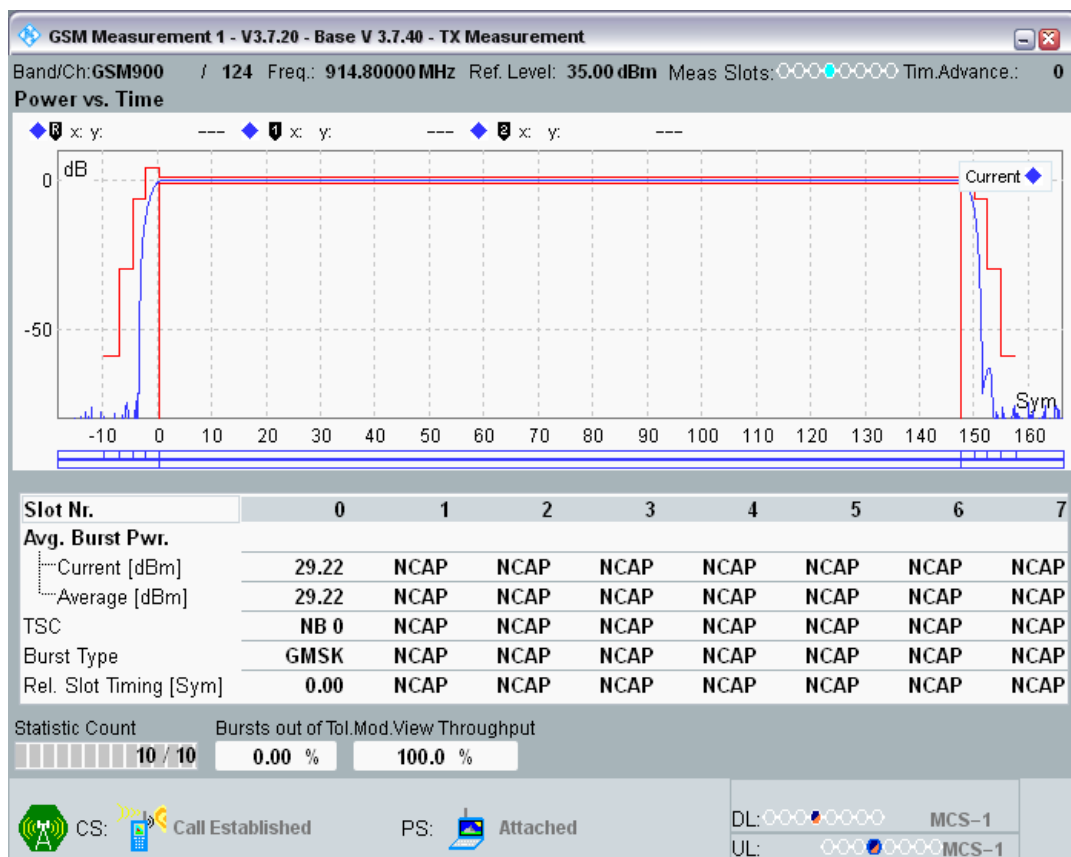 GSM Measurement 1 - V3.7.20 - Base V 3.7.40 - TX Measurement
Band/Ch:GSM900 / 124 Freq.: 914.80000 MHz Ref. Level: 35.00 dBm Meas Slots: Tim.Advance.: 0
Power vs. Time
R x: y: --- 1 x: y: --- 2 x: y: ---
dB
Current
0
-50
Sym
-10 0 10 20 30 40 50 60 70 80 90 100 110 120 130 140 150 160
Slot Nr. 0 1 2 3 4 5 6 7
Avg. Burst Pwr.
Current [dBm] 29.22 NCAP NCAP NCAP NCAP NCAP NCAP NCAP
Average [dBm] 29.22 NCAP NCAP NCAP NCAP NCAP NCAP NCAP
TSC NB 0 NCAP NCAP NCAP NCAP NCAP NCAP NCAP
Burst Type GMSK NCAP NCAP NCAP NCAP NCAP NCAP NCAP
Rel. Slot Timing [Sym] 0.00 NCAP NCAP NCAP NCAP NCAP NCAP NCAP
Statistic Count Bursts out of Tol.Mod.View Throughput
10 / 10 0.00 % 100.0 %
CS: Call Established PS: Attached DL: MCS-1
UL: MCS-1